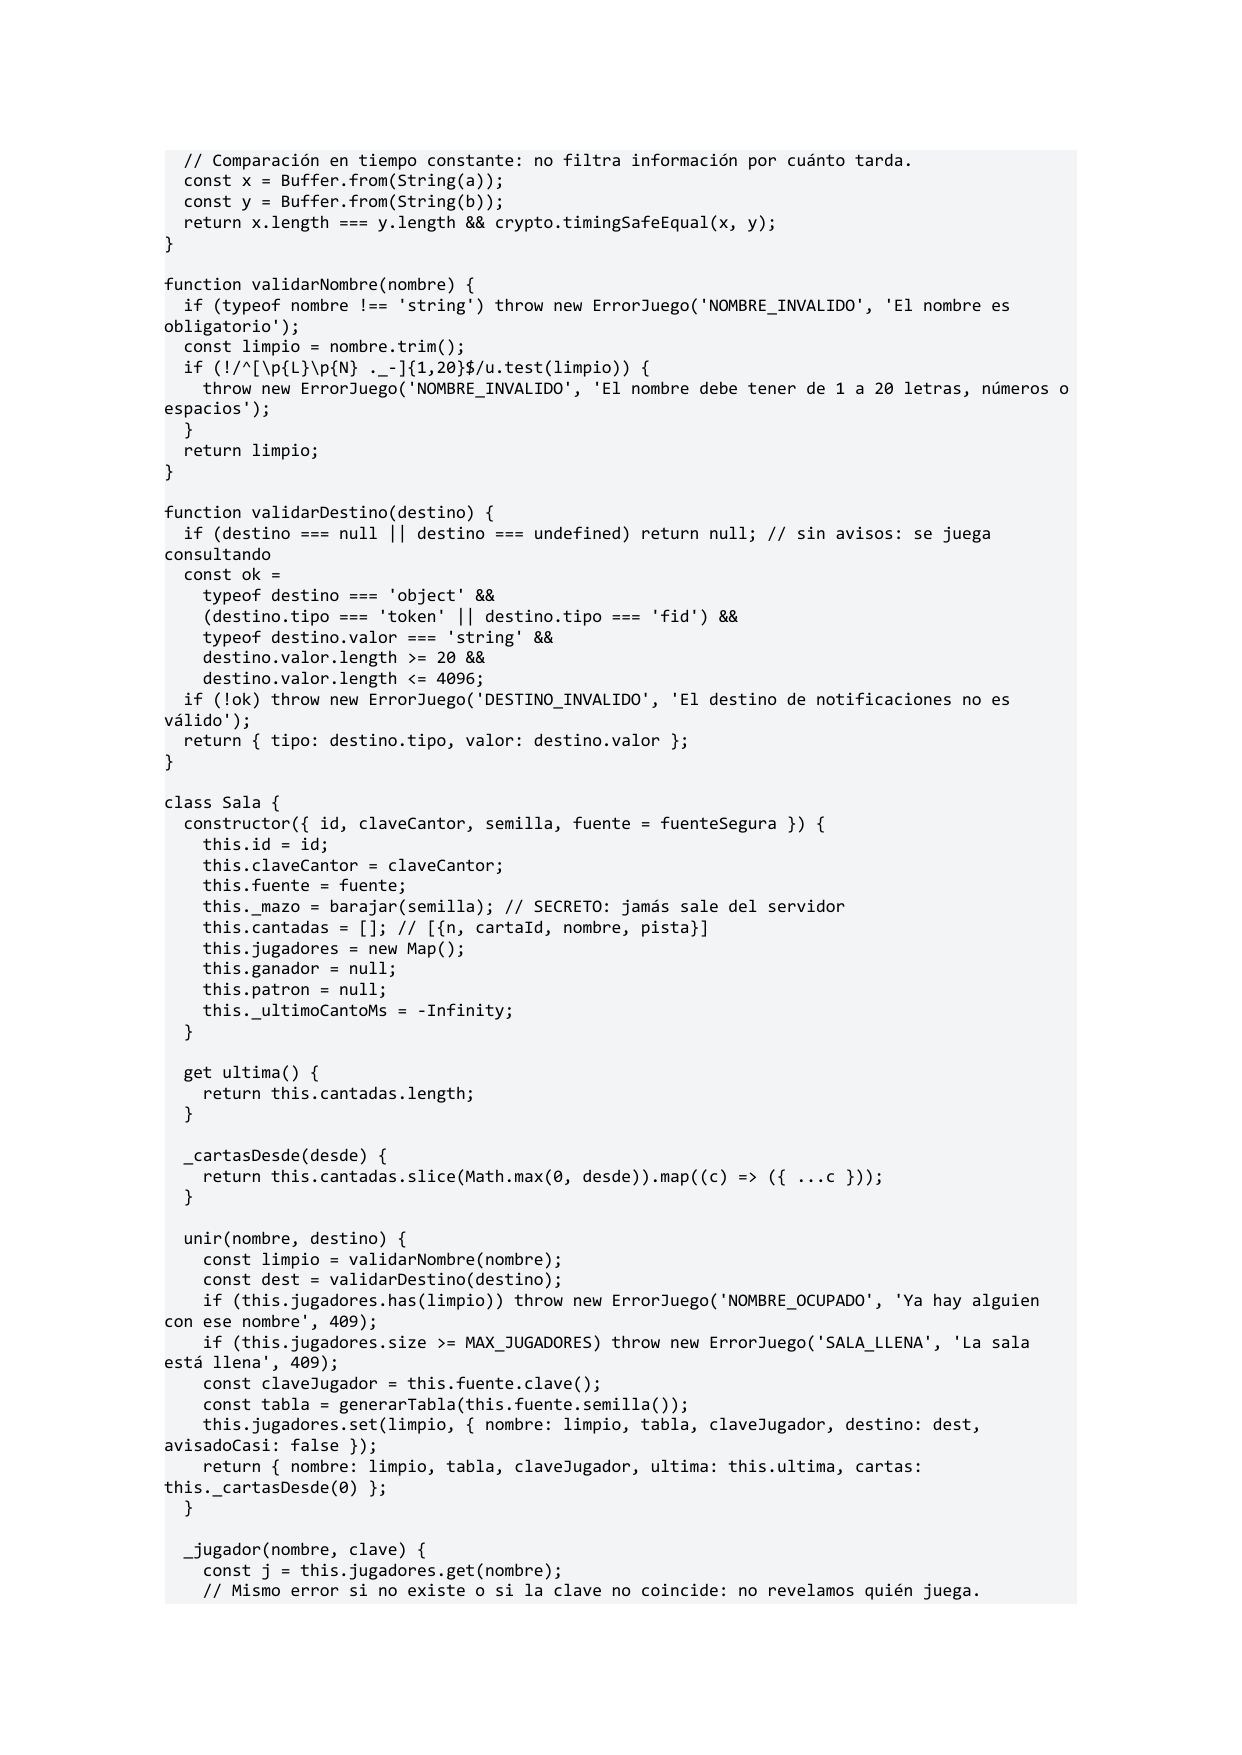 // Comparación en tiempo constante: no filtra información por cuánto tarda.
  const x = Buffer.from(String(a));
  const y = Buffer.from(String(b));
  return x.length === y.length && crypto.timingSafeEqual(x, y);
}

function validarNombre(nombre) {
  if (typeof nombre !== 'string') throw new ErrorJuego('NOMBRE_INVALIDO', 'El nombre es
obligatorio');
  const limpio = nombre.trim();
  if (!/^[\p{L}\p{N} ._-]{1,20}$/u.test(limpio)) {
    throw new ErrorJuego('NOMBRE_INVALIDO', 'El nombre debe tener de 1 a 20 letras, números o
espacios');
  }
  return limpio;
}

function validarDestino(destino) {
  if (destino === null || destino === undefined) return null; // sin avisos: se juega
consultando
  const ok =
    typeof destino === 'object' &&
    (destino.tipo === 'token' || destino.tipo === 'fid') &&
    typeof destino.valor === 'string' &&
    destino.valor.length >= 20 &&
    destino.valor.length <= 4096;
  if (!ok) throw new ErrorJuego('DESTINO_INVALIDO', 'El destino de notificaciones no es
válido');
  return { tipo: destino.tipo, valor: destino.valor };
}

class Sala {
  constructor({ id, claveCantor, semilla, fuente = fuenteSegura }) {
    this.id = id;
    this.claveCantor = claveCantor;
    this.fuente = fuente;
    this._mazo = barajar(semilla); // SECRETO: jamás sale del servidor
    this.cantadas = []; // [{n, cartaId, nombre, pista}]
    this.jugadores = new Map();
    this.ganador = null;
    this.patron = null;
    this._ultimoCantoMs = -Infinity;
  }

  get ultima() {
    return this.cantadas.length;
  }

  _cartasDesde(desde) {
    return this.cantadas.slice(Math.max(0, desde)).map((c) => ({ ...c }));
  }

  unir(nombre, destino) {
    const limpio = validarNombre(nombre);
    const dest = validarDestino(destino);
    if (this.jugadores.has(limpio)) throw new ErrorJuego('NOMBRE_OCUPADO', 'Ya hay alguien
con ese nombre', 409);
    if (this.jugadores.size >= MAX_JUGADORES) throw new ErrorJuego('SALA_LLENA', 'La sala
está llena', 409);
    const claveJugador = this.fuente.clave();
    const tabla = generarTabla(this.fuente.semilla());
    this.jugadores.set(limpio, { nombre: limpio, tabla, claveJugador, destino: dest,
avisadoCasi: false });
    return { nombre: limpio, tabla, claveJugador, ultima: this.ultima, cartas:
this._cartasDesde(0) };
  }

  _jugador(nombre, clave) {
    const j = this.jugadores.get(nombre);
    // Mismo error si no existe o si la clave no coincide: no revelamos quién juega.